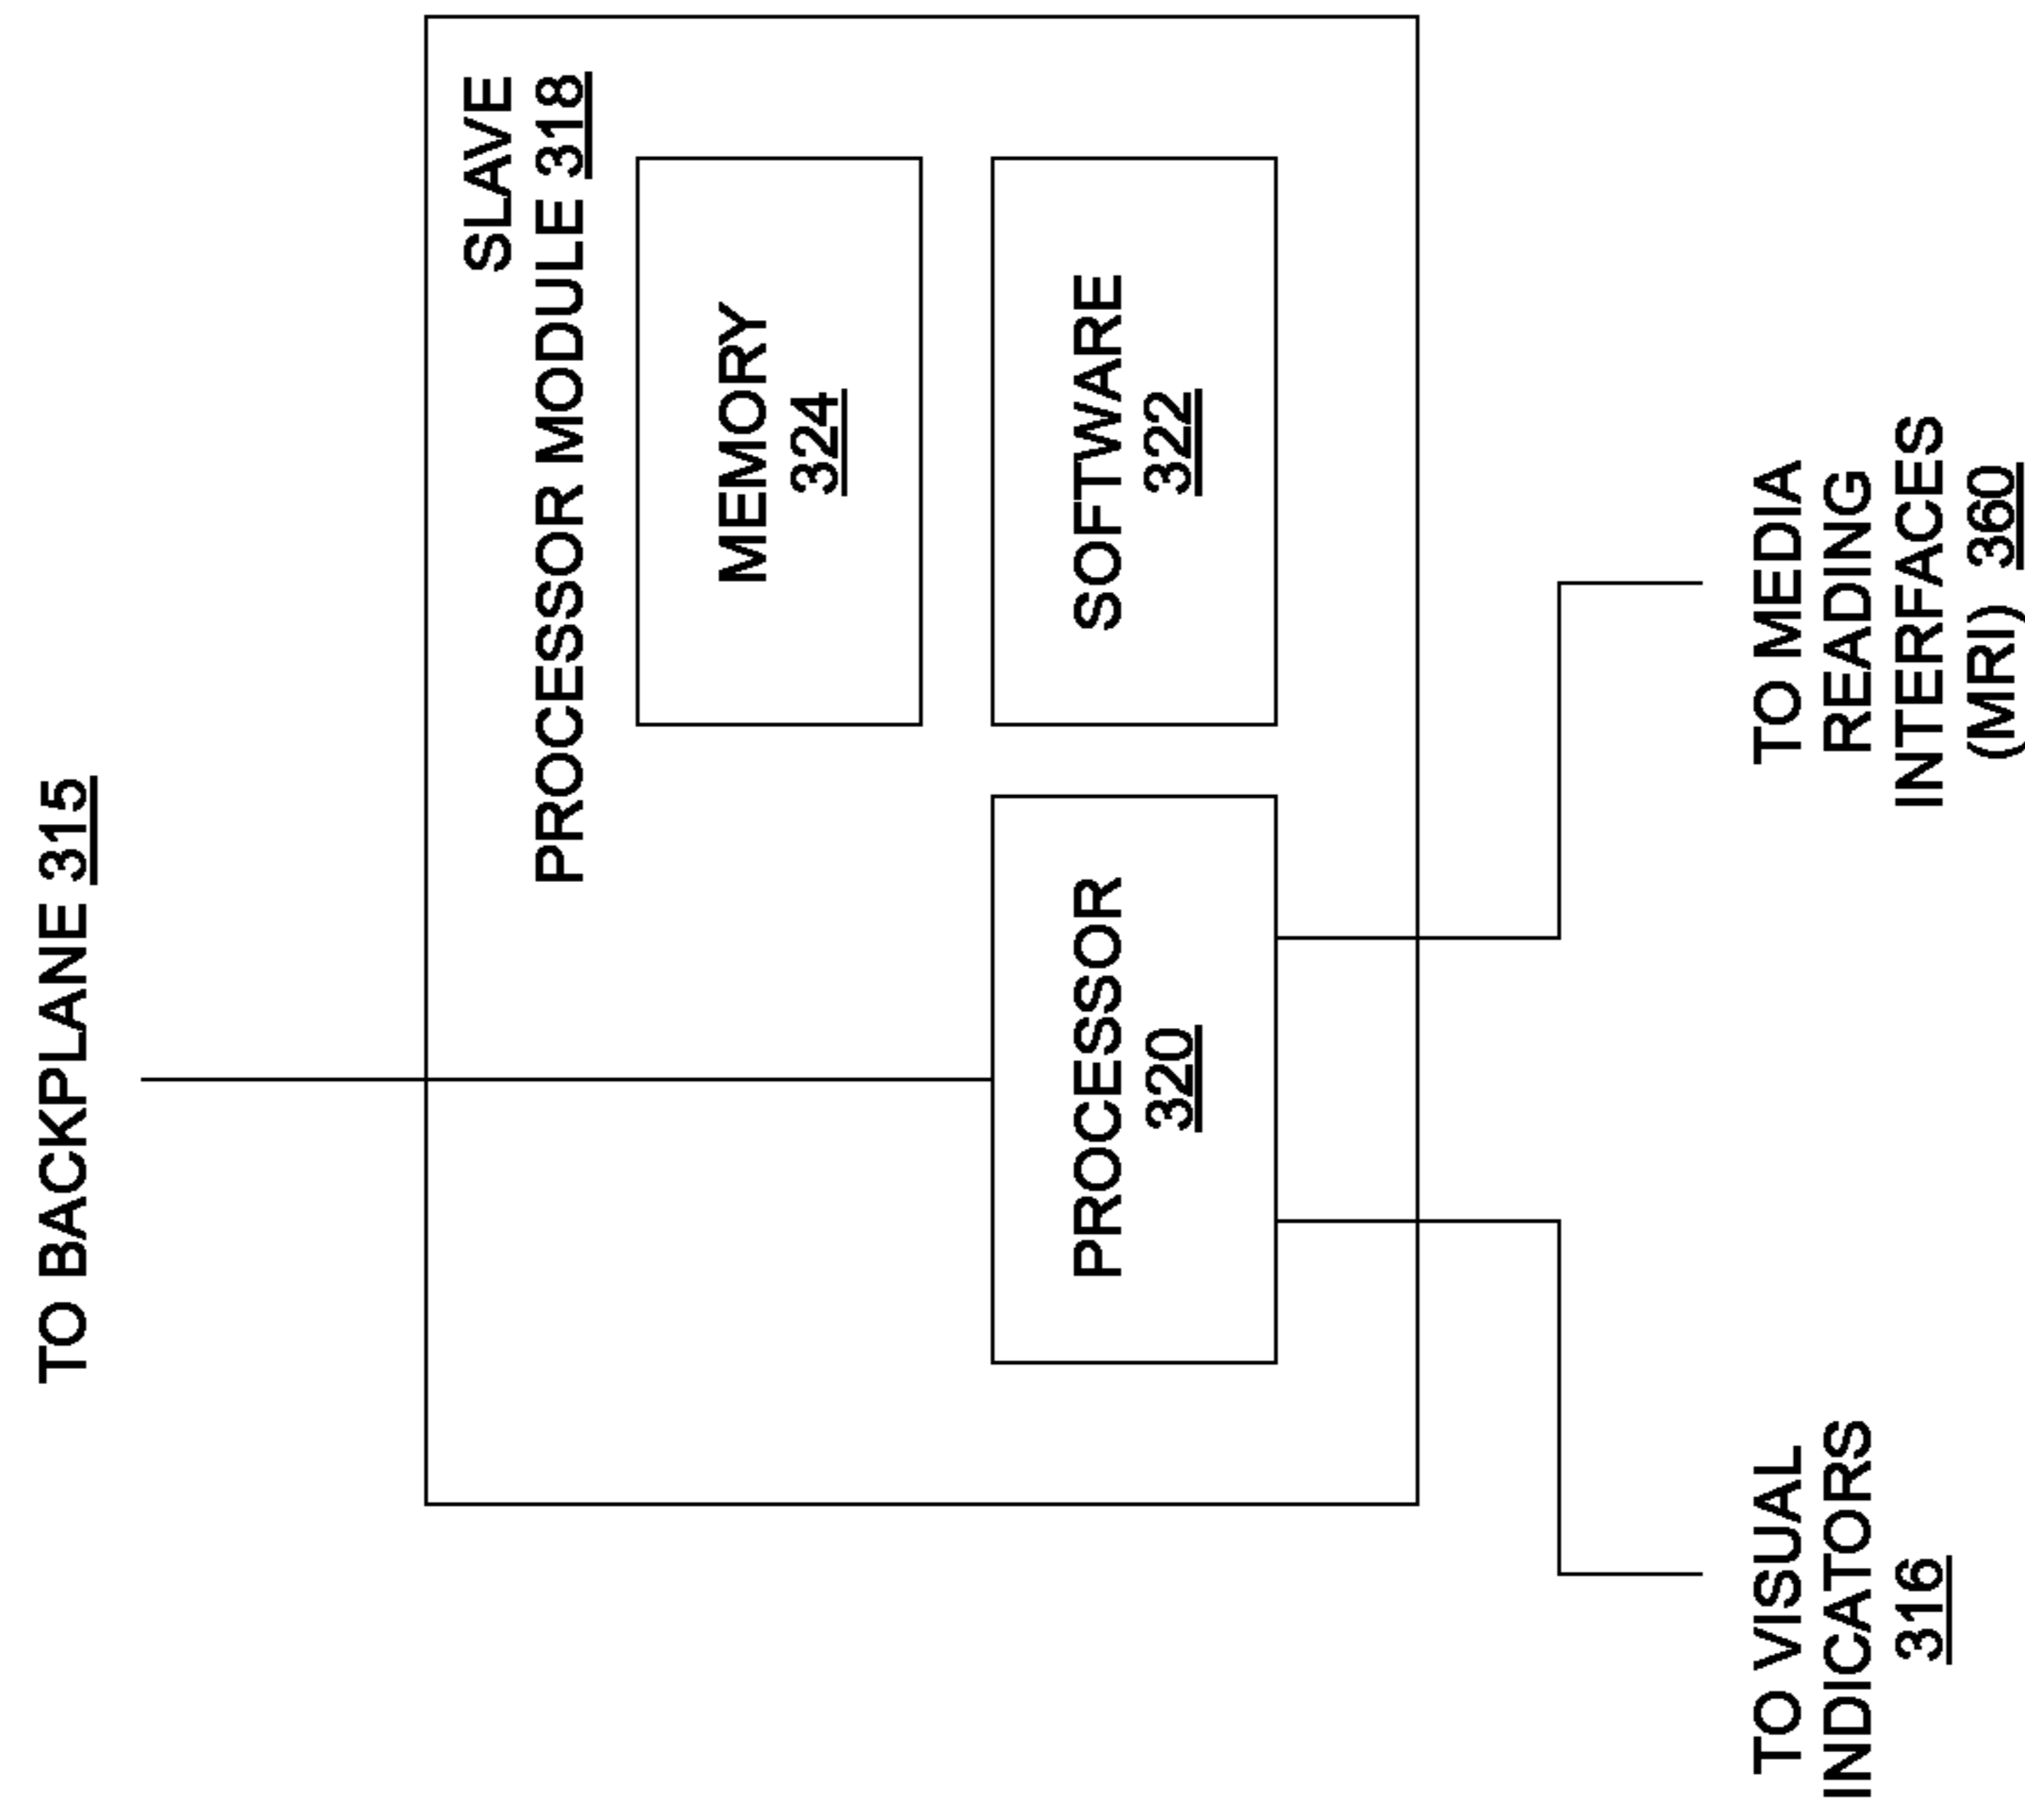 TO BACKPLANE 315
SLAVE
PROCESSOR MODULE 318
MEMORY
324
PROCESSOR
320
SOFTWARE
322
TO VISUAL
INDICATORS
316
TO MEDIA
READING
INTERFACES
(MRI) 360